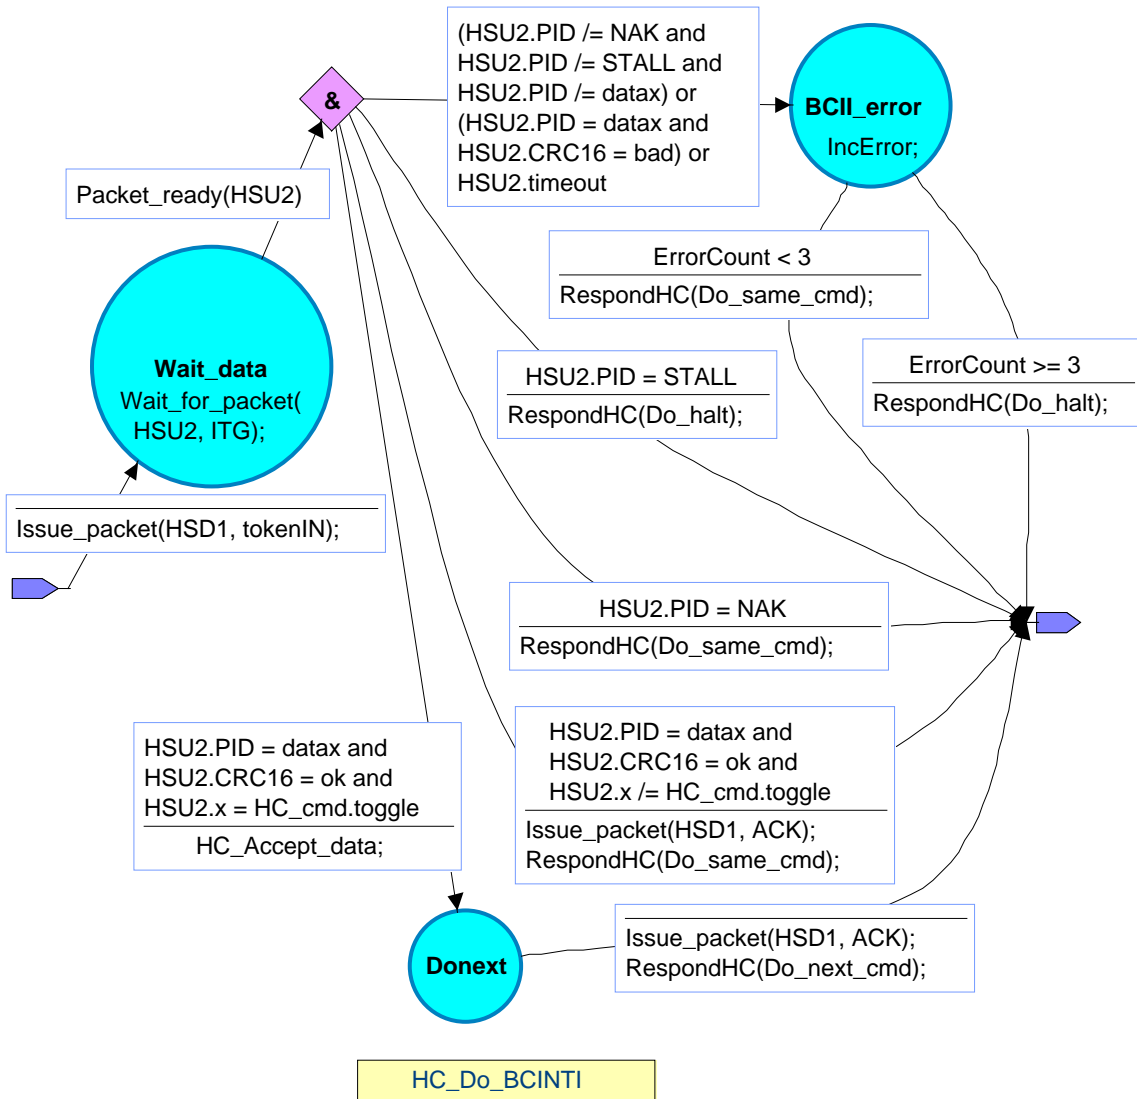 (HSU2.PID /= NAK and
HSU2.PID /= STALL and
HSU2.PID /= datax) or
(HSU2.PID = datax and
HSU2.CRC16 = bad) or
HSU2.timeout
&
BCII_error
IncError;
Packet_ready(HSU2)
ErrorCount < 3
RespondHC(Do_same_cmd);
Wait_data
Wait_for_packet(
HSU2, ITG);
HSU2.PID = STALL
RespondHC(Do_halt);
ErrorCount >= 3
RespondHC(Do_halt);
Issue_packet(HSD1, tokenIN);
HSU2.PID = NAK
RespondHC(Do_same_cmd);
HSU2.PID = datax and
HSU2.CRC16 = ok and
HSU2.x = HC_cmd.toggle
HC_Accept_data;
HSU2.PID = datax and
HSU2.CRC16 = ok and
HSU2.x /= HC_cmd.toggle
Issue_packet(HSD1, ACK);
RespondHC(Do_same_cmd);
Donext
Issue_packet(HSD1, ACK);
RespondHC(Do_next_cmd);
HC_Do_BCINTI